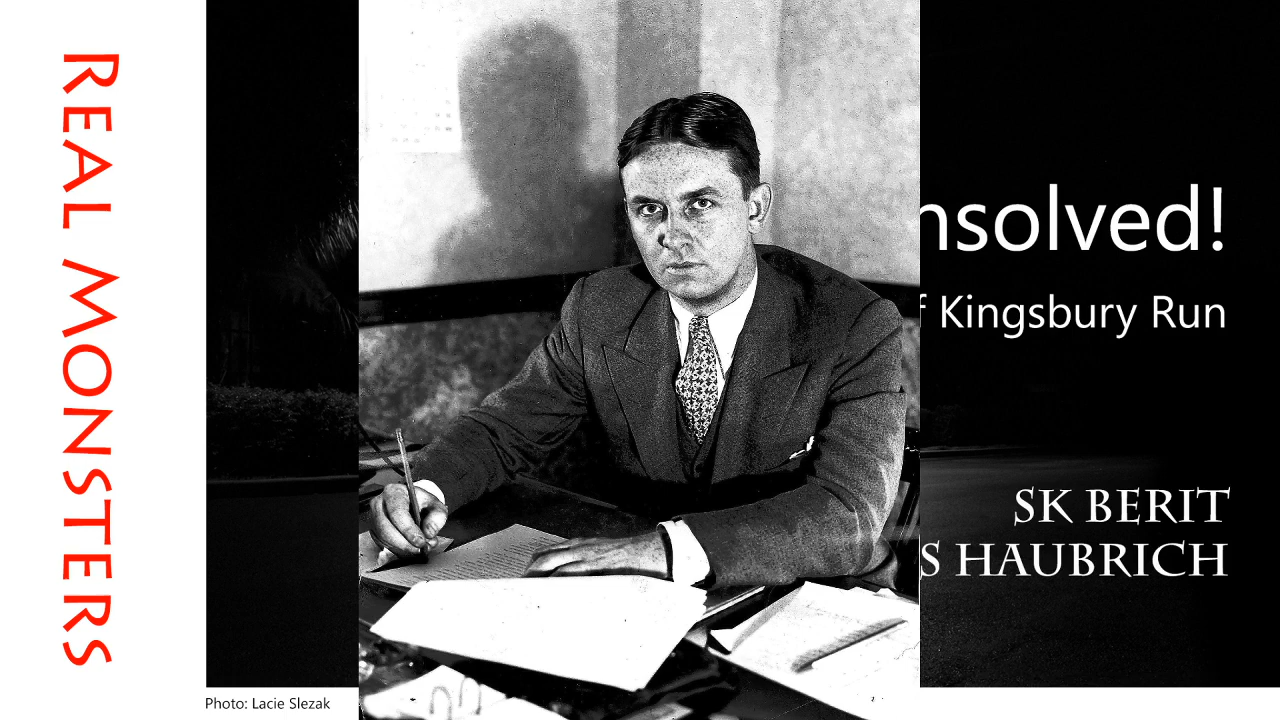 REAL MONSTERS
nsolved!
f Kingsbury Run
SK BERIT
S HAUBRICH
Photo: Lacie Slezak